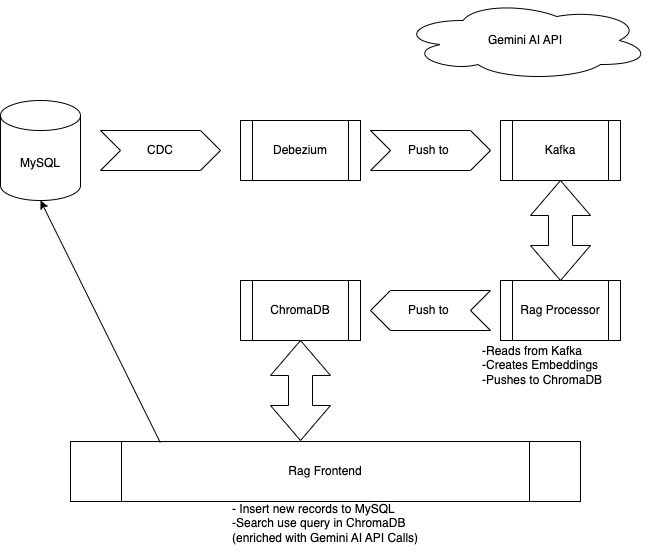 Gemini AI API
MySQL
CDC
Debezium
Push to
Kafka
ChromaDB
Push to
Rag Processor
-Reads from Kafka
-Creates Embeddings
-Pushes to ChromaDB
Rag Frontend
- Insert new records to MySQL
-Search use query in ChromaDB
(enriched with Gemini AI API Calls)